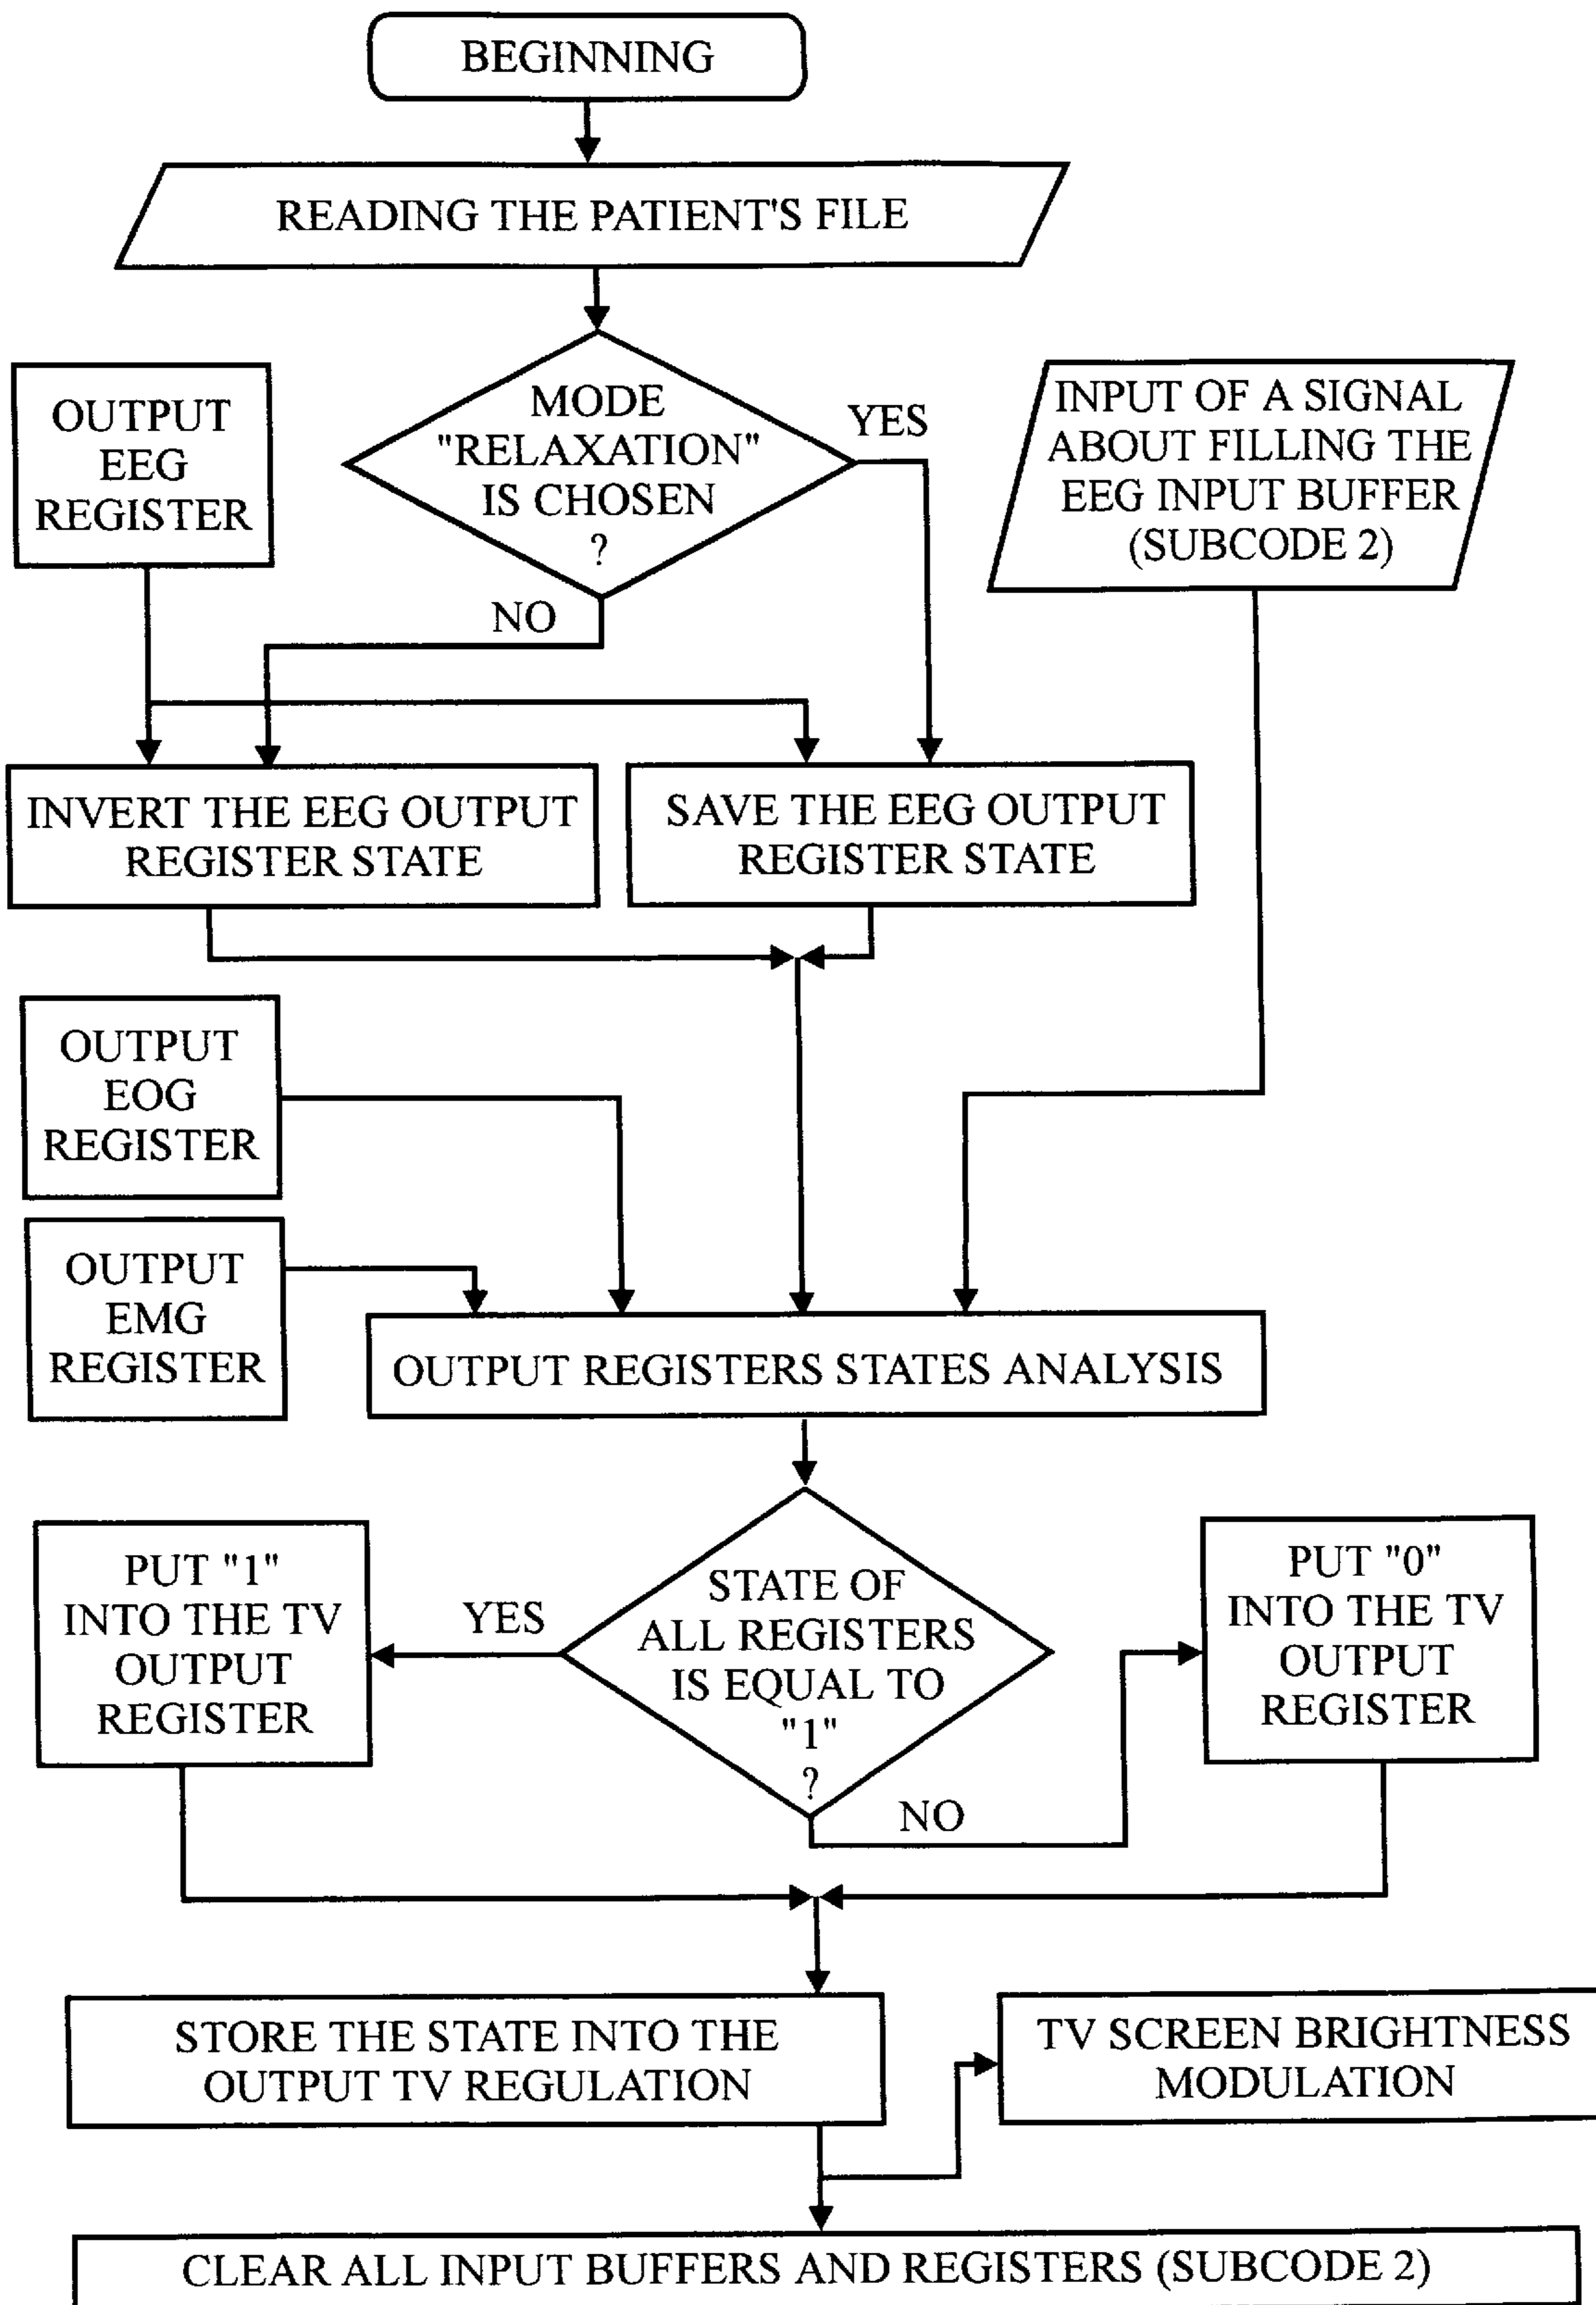 BEGINNING
READING THE PATIENT'S FILE
OUTPUT
EEG
REGISTER
MODE
"RELAXATION"
IS CHOSEN
?
YES
NO
INPUT OF A SIGNAL
ABOUT FILLING THE
EEG INPUT BUFFER
(SUBCODE 2)
INVERT THE EEG OUTPUT
REGISTER STATE
SAVE THE EEG OUTPUT
REGISTER STATE
OUTPUT
EOG
REGISTER
OUTPUT
EMG
REGISTER
OUTPUT REGISTERS STATES ANALYSIS
PUT "1"
INTO THE TV
OUTPUT
REGISTER
YES
STATE OF
ALL REGISTERS
IS EQUAL TO
"1"
?
NO
PUT "0"
INTO THE TV
OUTPUT
REGISTER
STORE THE STATE INTO THE
OUTPUT TV REGULATION
TV SCREEN BRIGHTNESS
MODULATION
CLEAR ALL INPUT BUFFERS AND REGISTERS (SUBCODE 2)